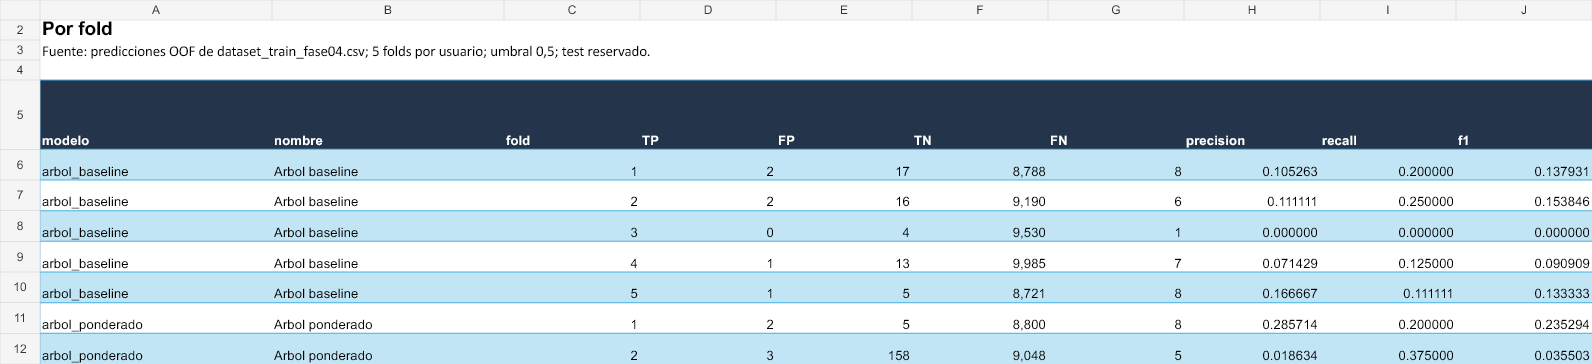 A B C D E F G H I J
2 Por fold
3 Fuente: predicciones OOF de dataset_train_fase04.csv; 5 folds por usuario; umbral 0,5; test reservado.
4
5 modelo nombre fold TP FP TN FN precision recall f1
6 arbol_baseline Arbol baseline 1 2 17 8,788 8 0.105263 0.200000 0.137931
7 arbol_baseline Arbol baseline 2 2 16 9,190 6 0.111111 0.250000 0.153846
8 arbol_baseline Arbol baseline 3 0 4 9,530 1 0.000000 0.000000 0.000000
9 arbol_baseline Arbol baseline 4 1 13 9,985 7 0.071429 0.125000 0.090909
10 arbol_baseline Arbol baseline 5 1 5 8,721 8 0.166667 0.111111 0.133333
11 arbol_ponderado Arbol ponderado 1 2 5 8,800 8 0.285714 0.200000 0.235294
12 arbol_ponderado Arbol ponderado 2 3 158 9,048 5 0.018634 0.375000 0.035503